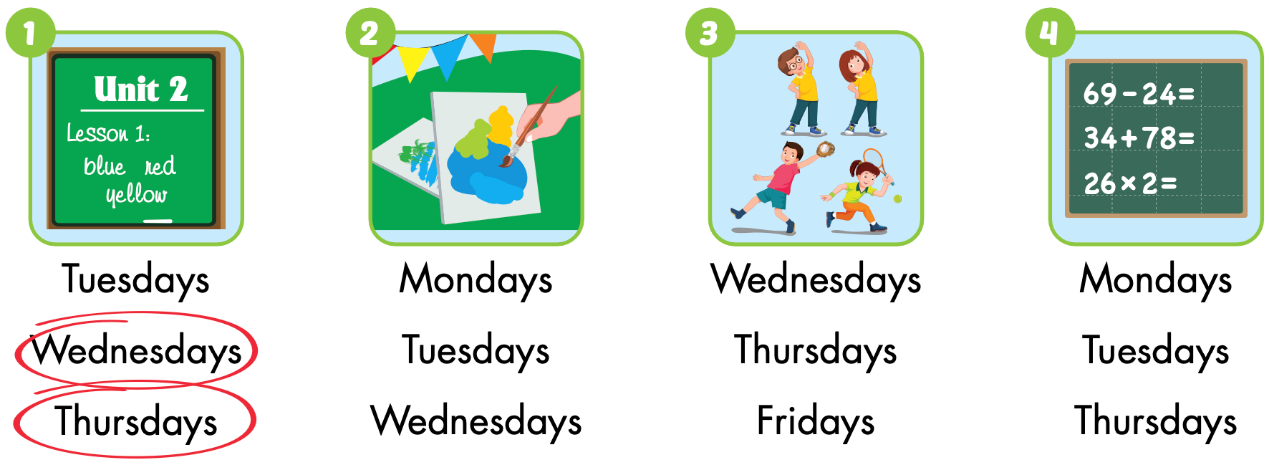 1
Unit 2
Lesson 1:
blue red
yellow
Tuesdays
Wednesdays
Thursdays
2
Mondays
Tuesdays
Wednesdays
3
Wednesdays
Thursdays
Fridays
4
69-24=
34+78=
26×2=
Mondays
Tuesdays
Thursdays